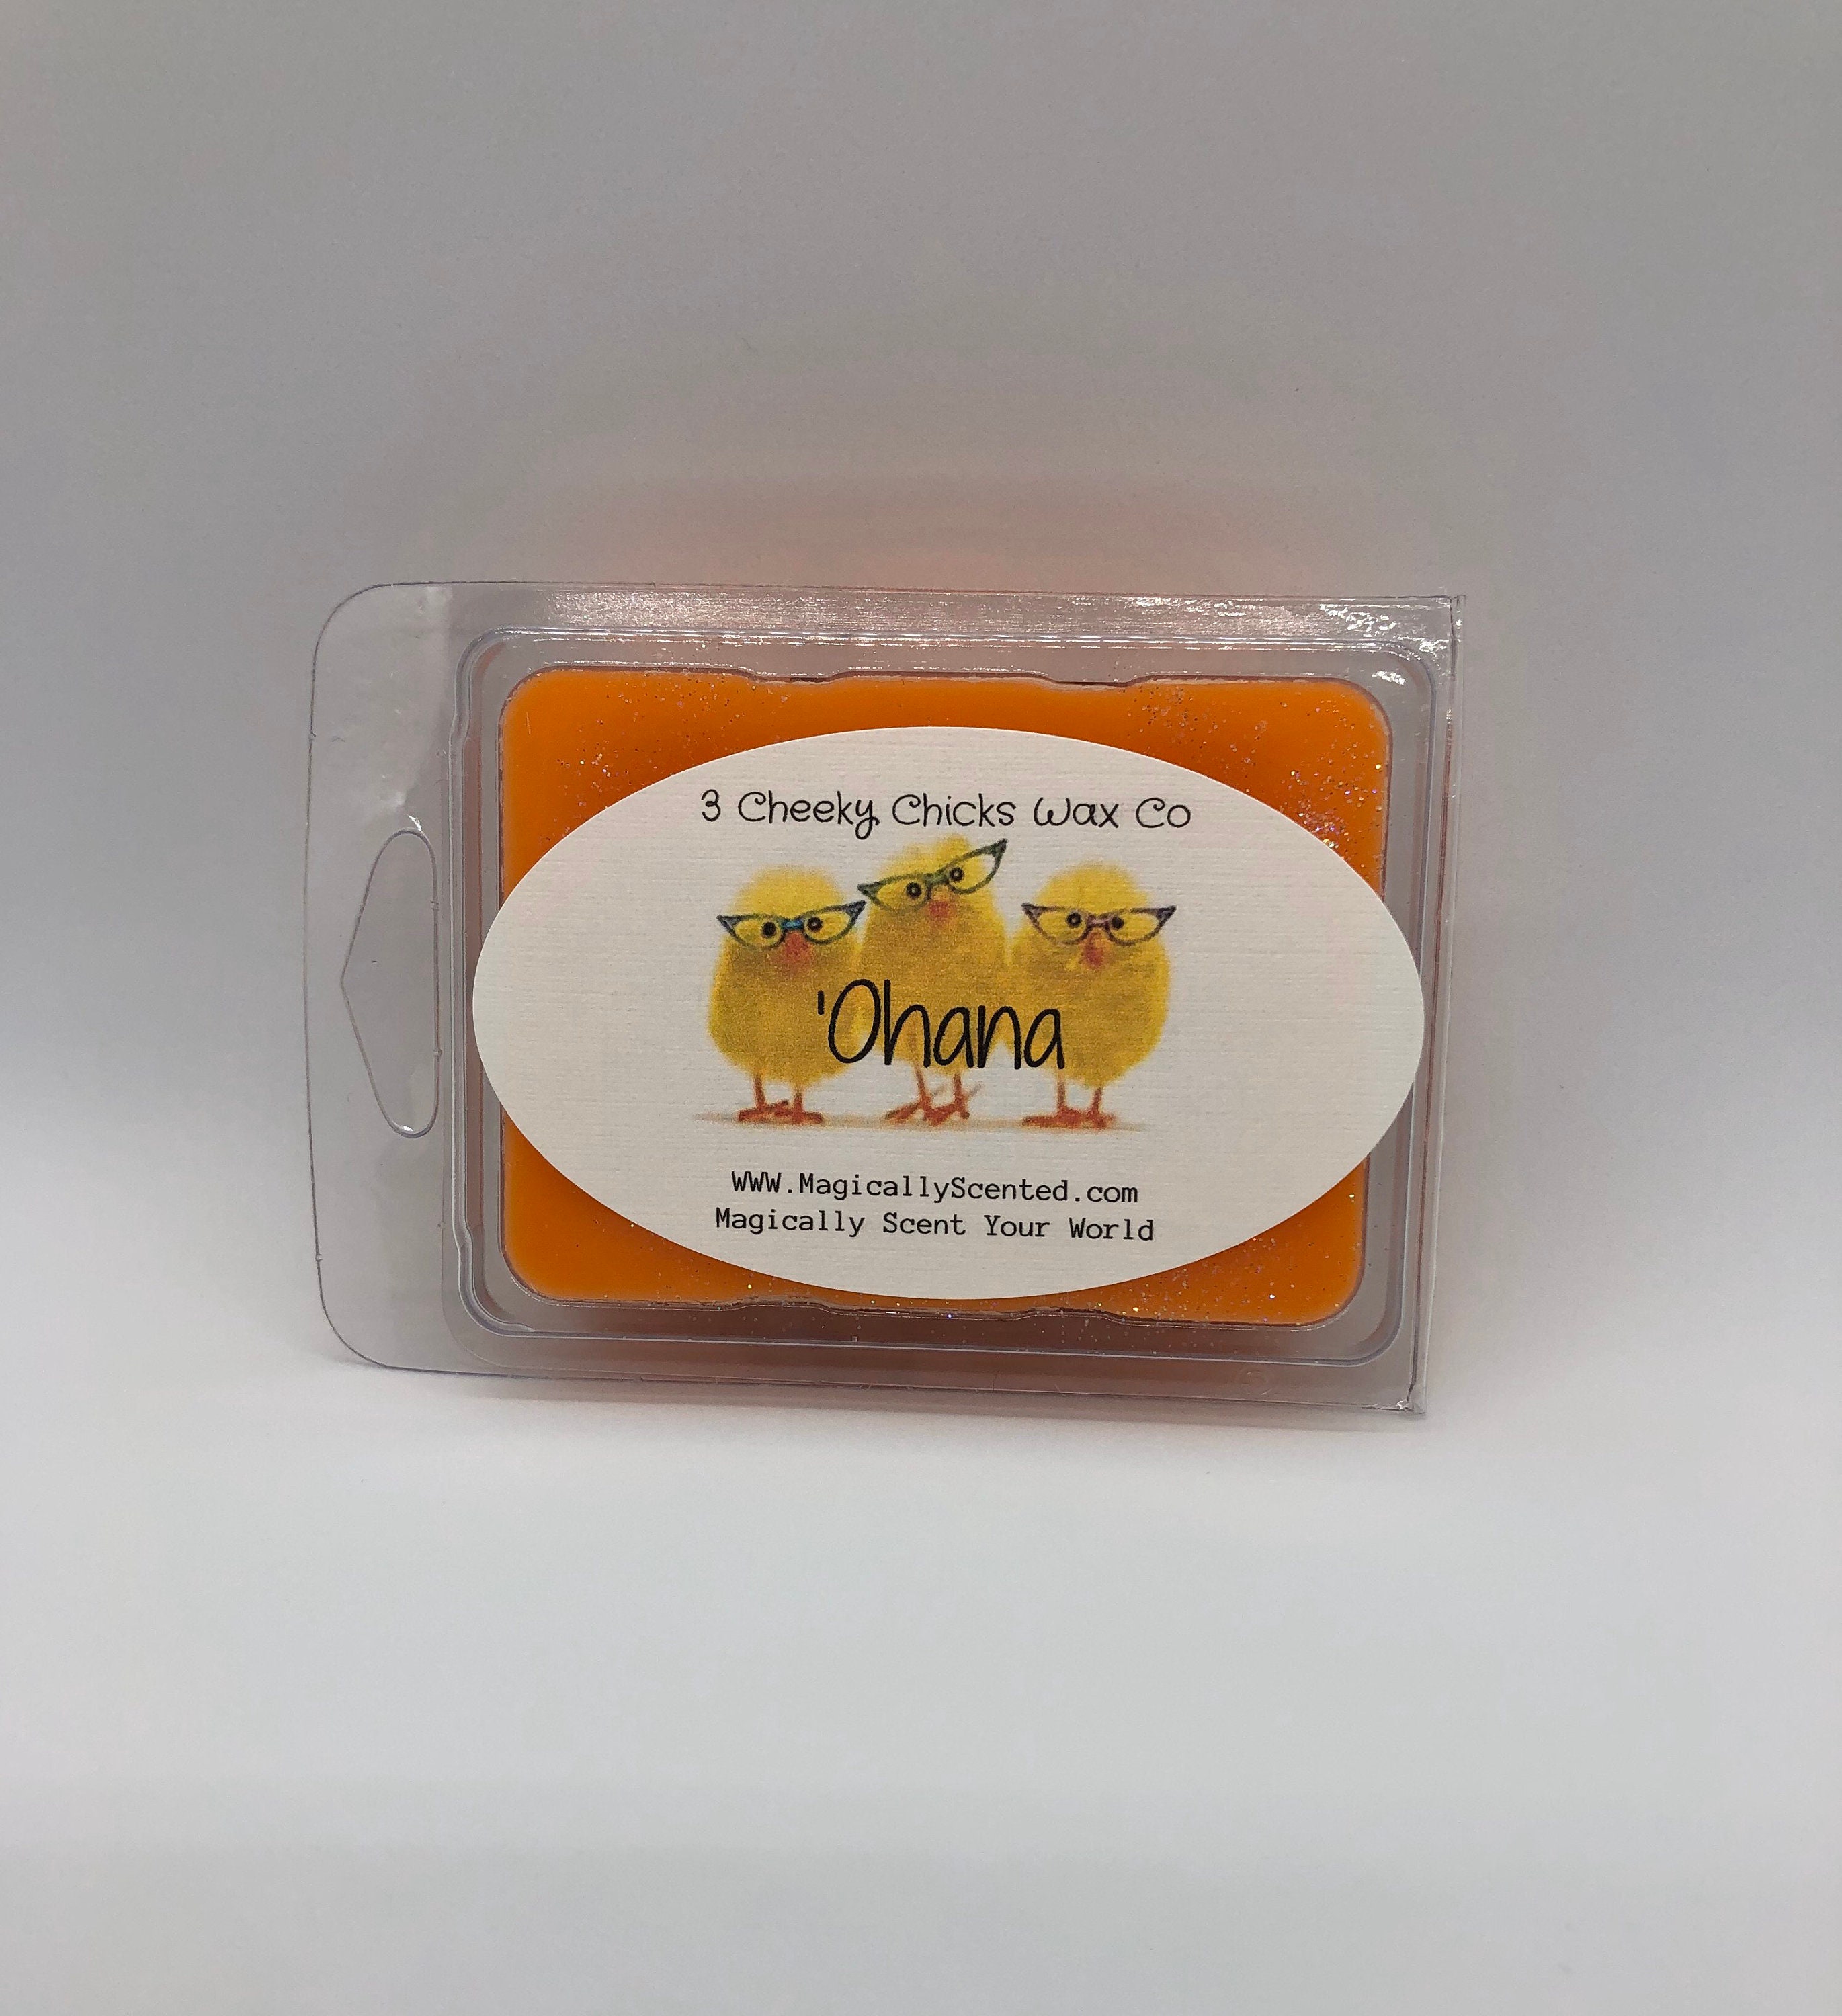 3 Cheeky Chicks Wax Co
'Ohana
WWW.MagicallyScented.com
Magically Scent Your World